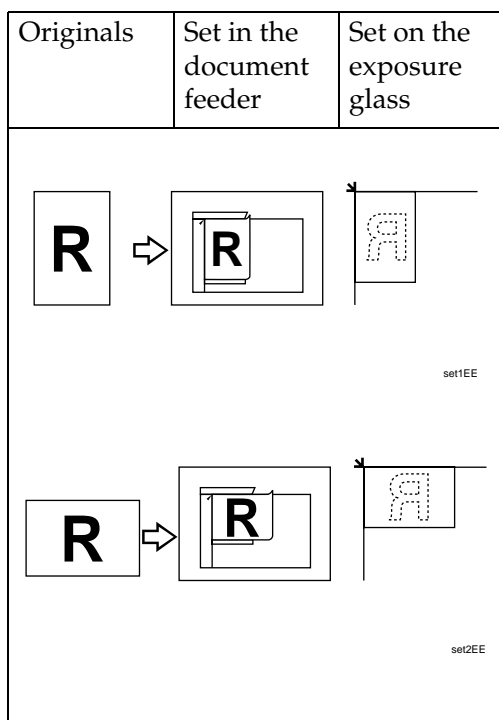 Originals
Set in the
document
feeder
Set on the
exposure
glass
R
R
R
set1EE
R
R
R
set2EE